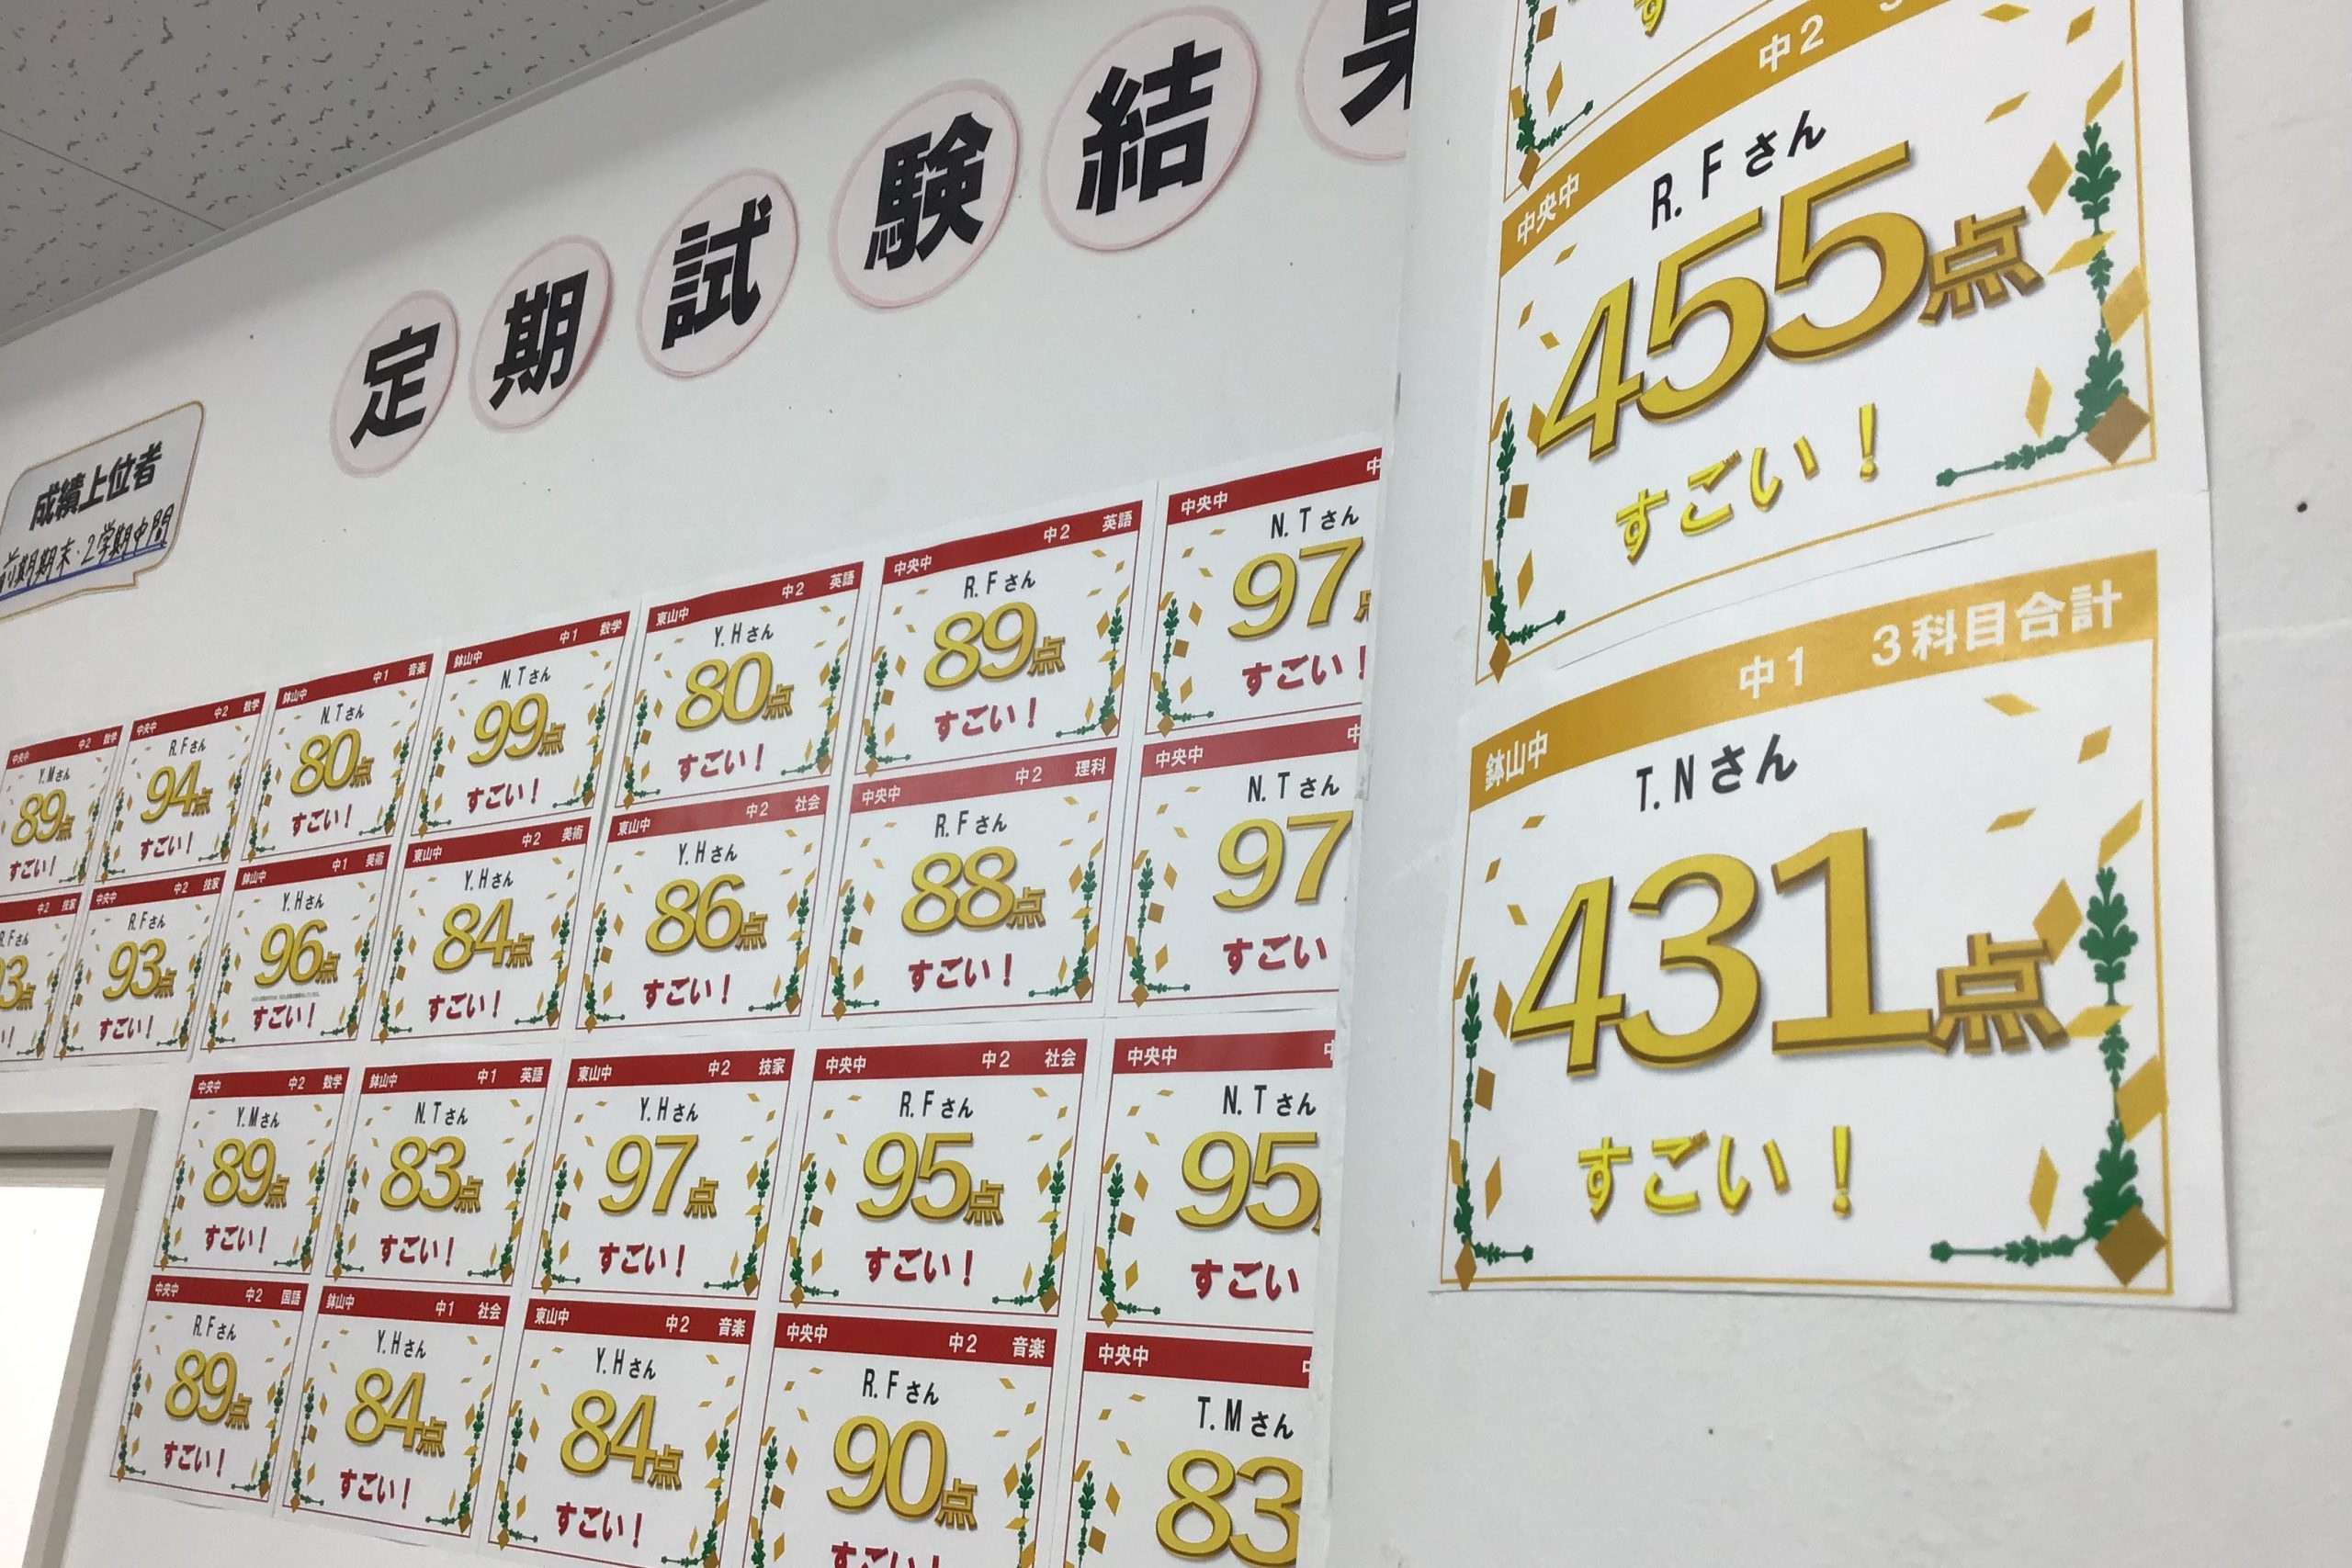 定期試験結果
成績上位者
前期期末・2学期中間
中央中 中2 数学
Y.Mさん
89点
すごい!
中央中 中2 数学
R.Fさん
94点
すごい!
鉢山中 中1 音楽
N.Tさん
80点
すごい!
鉢山中 中1 数学
N.Tさん
99点
すごい!
東山中 中2 英語
Y.Hさん
80点
すごい!
中央中 中2 英語
R.Fさん
89点
すごい!
中央中
N.Tさん
97
すごい!
中2 技家
R.Fさん
点
中央中 中2 技家
R.Fさん
93点
すごい!
鉢山中 中1 美術
Y.Hさん
96点
すごい!
東山中 中2 美術
Y.Hさん
84点
すごい!
東山中 中2 社会
Y.Hさん
86点
すごい!
中央中 中2 理科
R.Fさん
88点
すごい!
中央中
N.Tさん
97
すごい
中央中 中2 数学
Y.Mさん
89点
すごい!
鉢山中 中1 英語
N.Tさん
83点
すごい!
東山中 中2 技家
Y.Hさん
97点
すごい!
中央中 中2 社会
R.Fさん
95点
すごい!
中央中
N.Tさん
95
すごい
中央中 中2 国語
R.Fさん
89点
すごい!
鉢山中 中1 社会
Y.Hさん
84点
すごい!
東山中 中2 音楽
Y.Hさん
84点
すごい!
中央中 中2 音楽
R.Fさん
90点
すごい!
中央中
T.Mさん
83
中央中 中2
R.Fさん
455点
すごい!
鉢山中 中1 3科目合計
T.Nさん
431点
すごい!